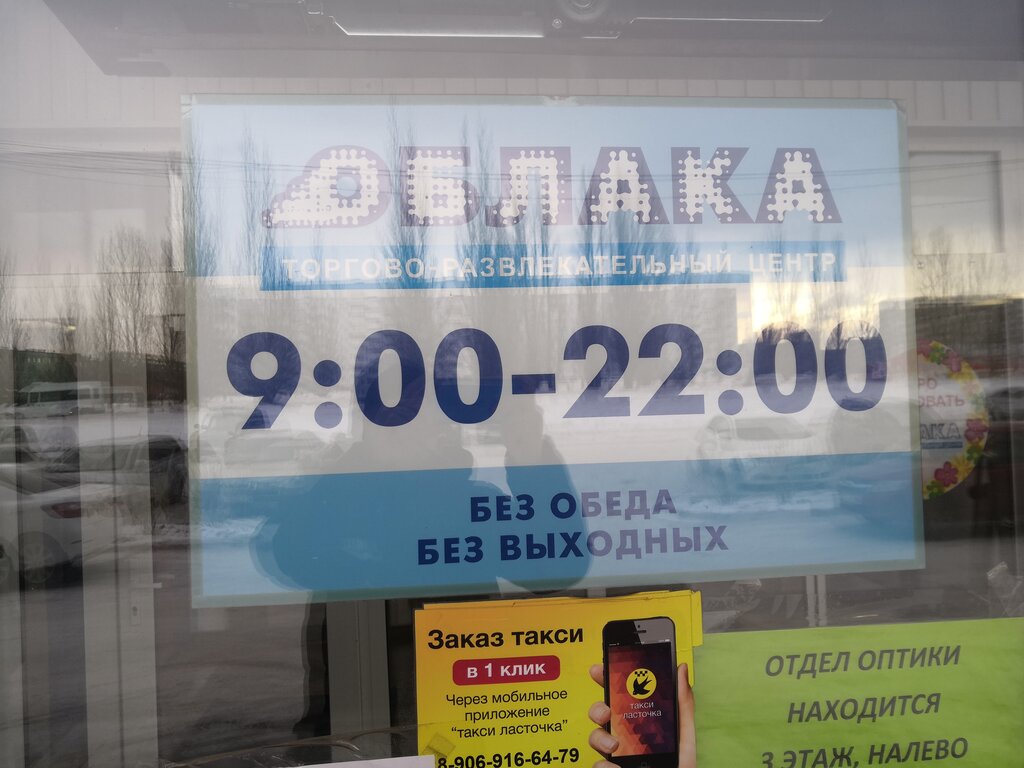 ОБЛАКА
ТОРГОВО-РАЗВЛЕКАТЕЛЬНЫЙ ЦЕНТР
9:00-22:00
БЕЗ ОБЕДА
БЕЗ ВЫХОДНЫХ
Заказ такси
в 1 клик
Через мобильное
приложение
"такси ласточка"
8-906-916-64-79
такси
ласточка
ОТДЕЛ ОПТИКИ
НАХОДИТСЯ
3 ЭТАЖ, НАЛЕВО